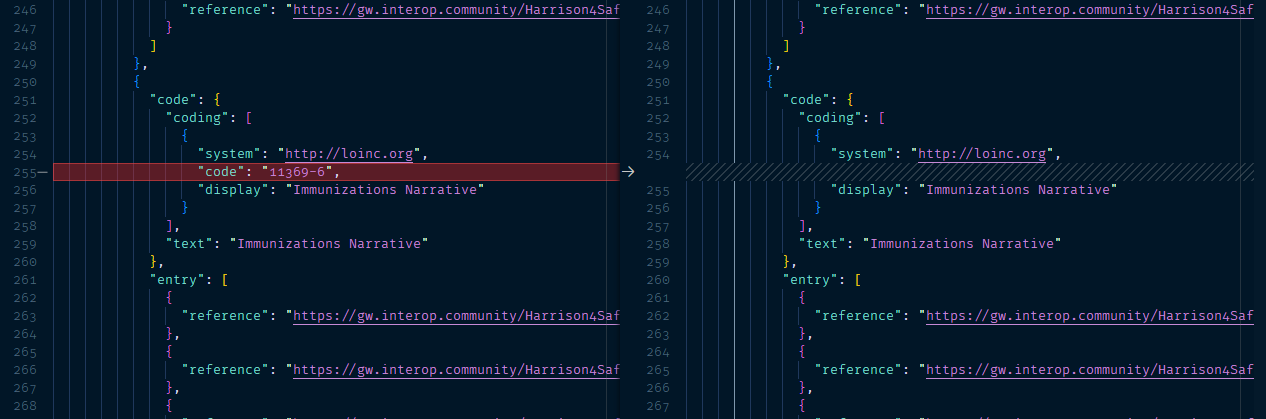 246 "reference": "https://gw.interop.community/Harrison4Saf
247 }
248 ]
249 },
250 {
251 "code": {
252 "coding": [
253 {
254 "system": "http://loinc.org",
255− "code": "11369-6",
256 "display": "Immunizations Narrative"
257 }
258 ],
259 "text": "Immunizations Narrative"
260 },
261 "entry": [
262 {
263 "reference": "https://gw.interop.community/Harrison4Saf
264 },
265 {
266 "reference": "https://gw.interop.community/Harrison4Saf
267 },
268 {
→
246 "reference": "https://gw.interop.community/Harrison4Saf
247 }
248 ]
249 },
250 {
251 "code": {
252 "coding": [
253 {
254 "system": "http://loinc.org",
255 "display": "Immunizations Narrative"
256 }
257 ],
258 "text": "Immunizations Narrative"
259 },
260 "entry": [
261 {
262 "reference": "https://gw.interop.community/Harrison4Saf
263 },
264 {
265 "reference": "https://gw.interop.community/Harrison4Saf
266 },
267 {